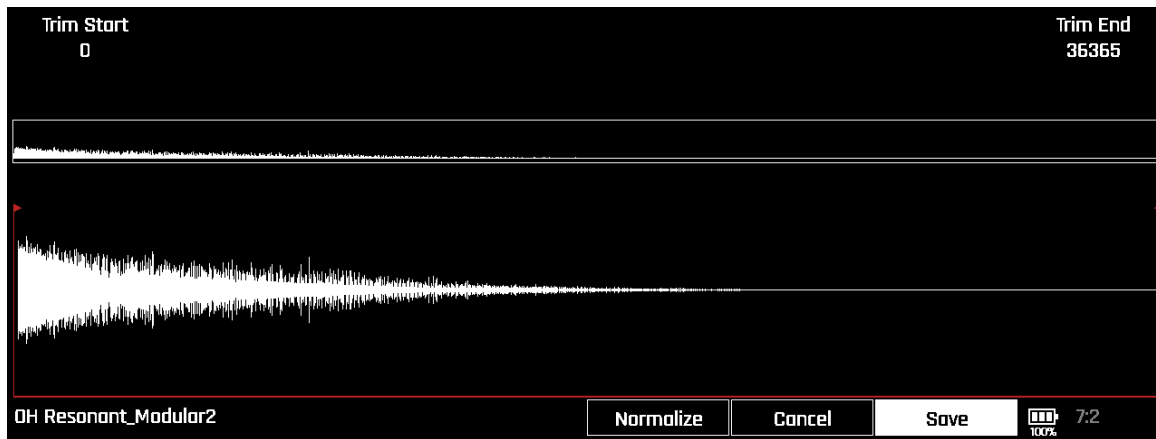 Trim Start
0
Trim End
36365
OH Resonant_Modular2
Normalize
Cancel
Save
100%
7:2